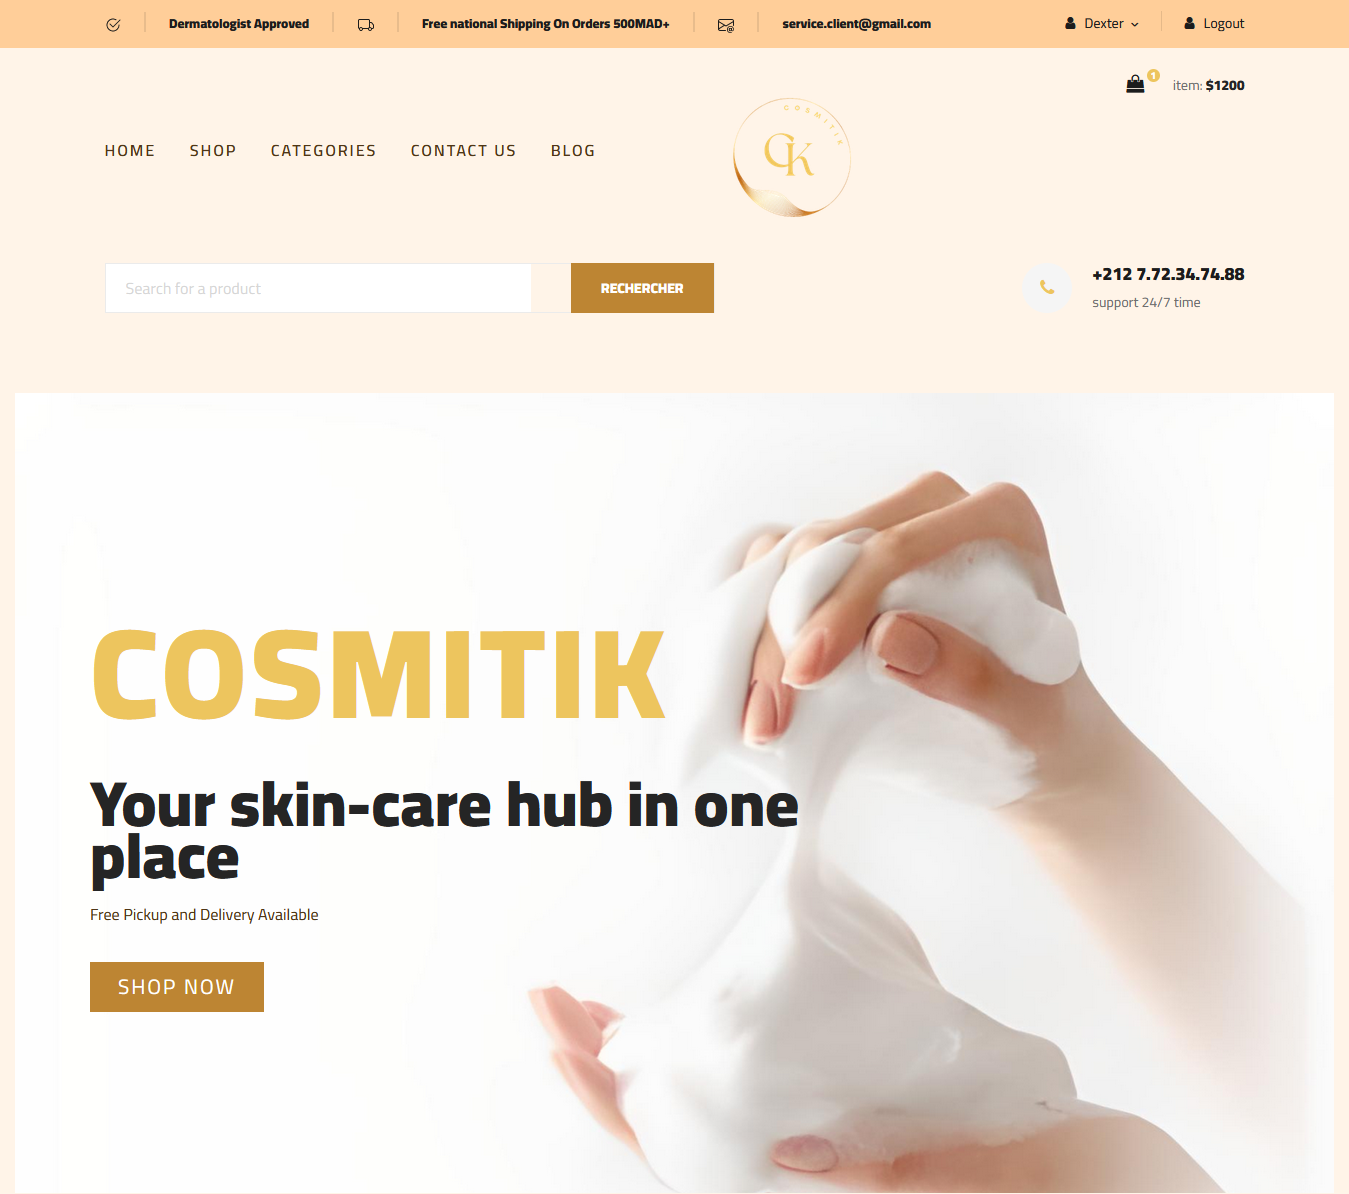 Dermatologist Approved
Free national Shipping On Orders 500MAD+
service.client@gmail.com
Dexter
Logout
1
item: $1200
HOME
SHOP
CATEGORIES
CONTACT US
BLOG
COSMITIK
CK
Search for a product
RECHERCHER
+212 7.72.34.74.88
support 24/7 time
COSMITIK
Your skin-care hub in one
place
Free Pickup and Delivery Available
SHOP NOW